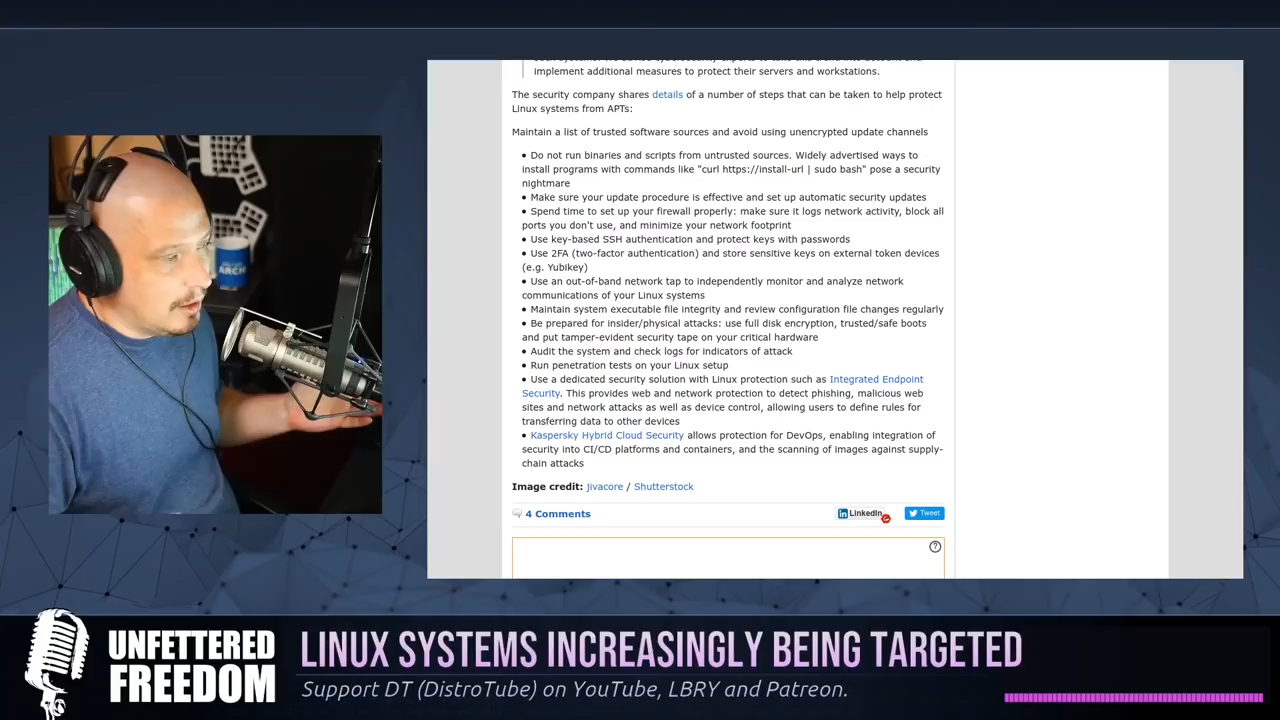 implement additional measures to protect their servers and workstations.
The security company shares details of a number of steps that can be taken to help protect
Linux systems from APTs:
Maintain a list of trusted software sources and avoid using unencrypted update channels
• Do not run binaries and scripts from untrusted sources. Widely advertised ways to
install programs with commands like "curl https://install-url | sudo bash" pose a security
nightmare
• Make sure your update procedure is effective and set up automatic security updates
• Spend time to set up your firewall properly: make sure it logs network activity, block all
ports you don't use, and minimize your network footprint
• Use key-based SSH authentication and protect keys with passwords
• Use 2FA (two-factor authentication) and store sensitive keys on external token devices
(e.g. Yubikey)
• Use an out-of-band network tap to independently monitor and analyze network
communications of your Linux systems
• Maintain system executable file integrity and review configuration file changes regularly
• Be prepared for insider/physical attacks: use full disk encryption, trusted/safe boots
and put tamper-evident security tape on your critical hardware
• Audit the system and check logs for indicators of attack
• Run penetration tests on your Linux setup
• Use a dedicated security solution with Linux protection such as Integrated Endpoint
Security. This provides web and network protection to detect phishing, malicious web
sites and network attacks as well as device control, allowing users to define rules for
transferring data to other devices
• Kaspersky Hybrid Cloud Security allows protection for DevOps, enabling integration of
security into CI/CD platforms and containers, and the scanning of images against supply-
chain attacks
Image credit: jivacore / Shutterstock
4 Comments
LinkedIn
Tweet
?
ARCH
UNFETTERED
FREEDOM
LINUX SYSTEMS INCREASINGLY BEING TARGETED
Support DT (DistroTube) on YouTube, LBRY and Patreon.